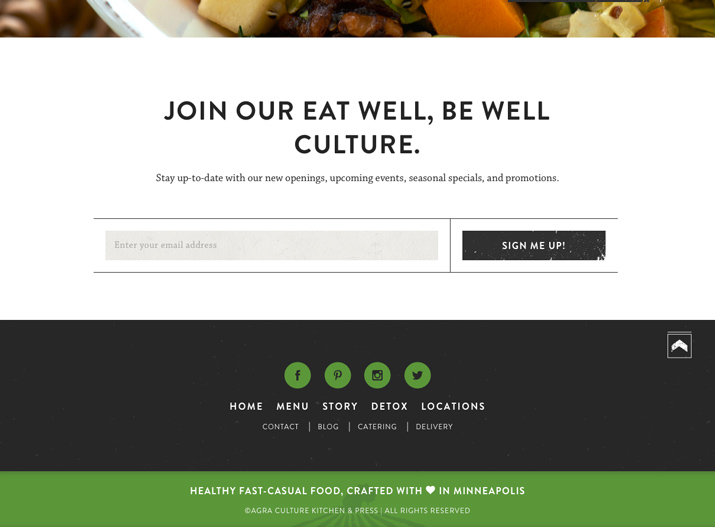 JOIN OUR EAT WELL, BE WELL
CULTURE.
Stay up-to-date with our new openings, upcoming events, seasonal specials, and promotions.
Enter your email address
SIGN ME UP!
HOME MENU STORY DETOX LOCATIONS
CONTACT | BLOG | CATERING | DELIVERY
HEALTHY FAST-CASUAL FOOD, CRAFTED WITH ♥ IN MINNEAPOLIS
©AGRA CULTURE KITCHEN & PRESS | ALL RIGHTS RESERVED